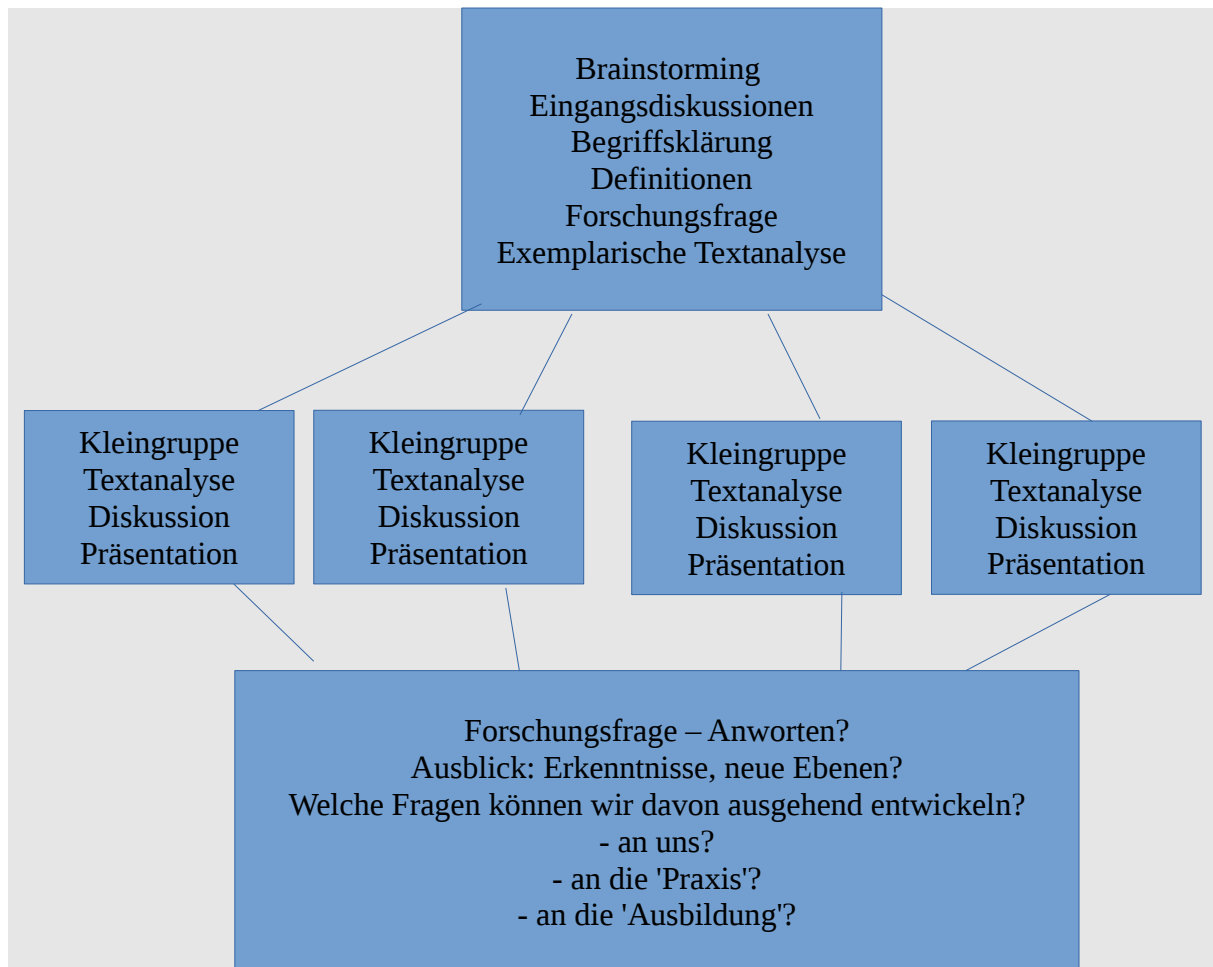 Brainstorming
Eingangsdiskussionen
Begriffsklärung
Definitionen
Forschungsfrage
Exemplarische Textanalyse
Kleingruppe
Textanalyse
Diskussion
Präsentation
Kleingruppe
Textanalyse
Diskussion
Präsentation
Kleingruppe
Textanalyse
Diskussion
Präsentation
Kleingruppe
Textanalyse
Diskussion
Präsentation
Forschungsfrage – Anworten?
Ausblick: Erkenntnisse, neue Ebenen?
Welche Fragen können wir davon ausgehend entwickeln?
- an uns?
- an die 'Praxis'?
- an die 'Ausbildung'?